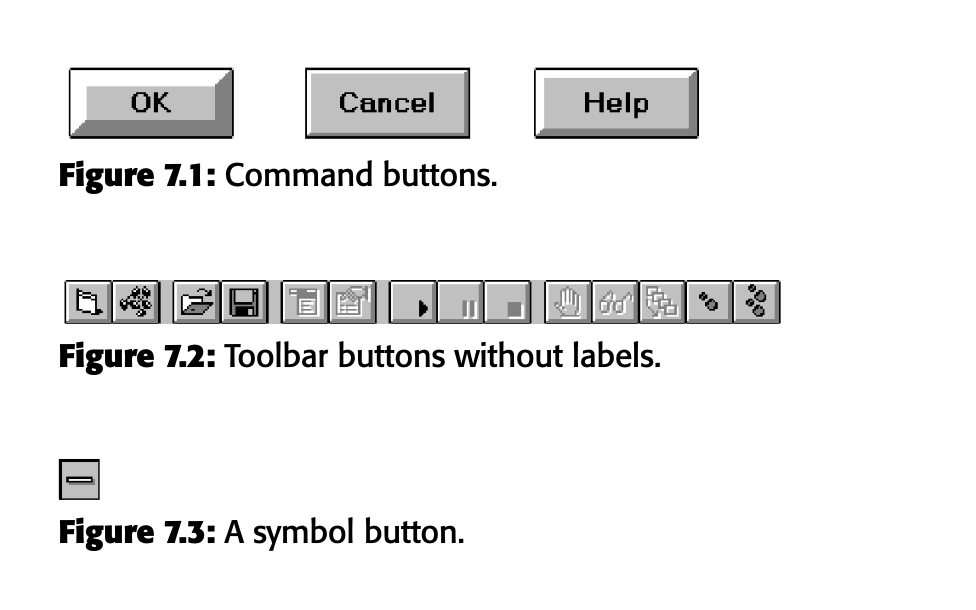 OK Cancel Help
Figure 7.1: Command buttons.
Figure 7.2: Toolbar buttons without labels.
Figure 7.3: A symbol button.